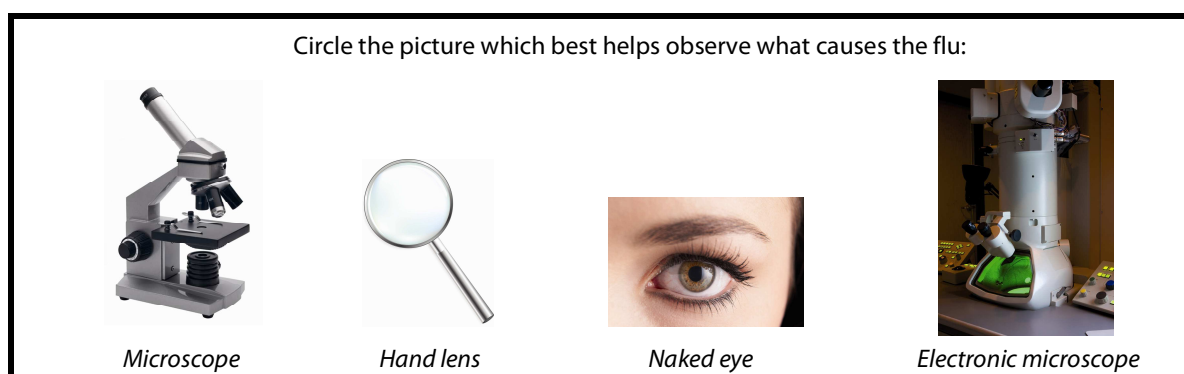 Circle the picture which best helps observe what causes the flu:
Microscope
Hand lens
Naked eye
Electronic microscope